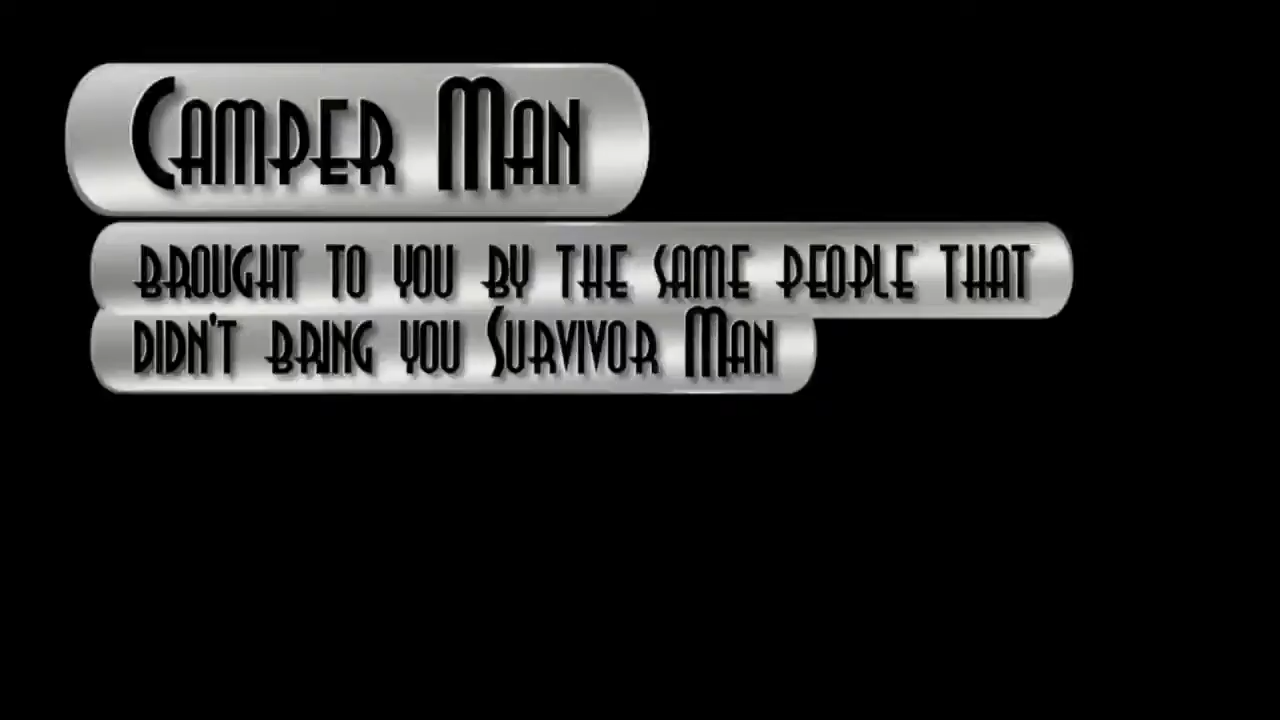 Camper Man
brought to you by the same people that
didn't bring you Survivor Man